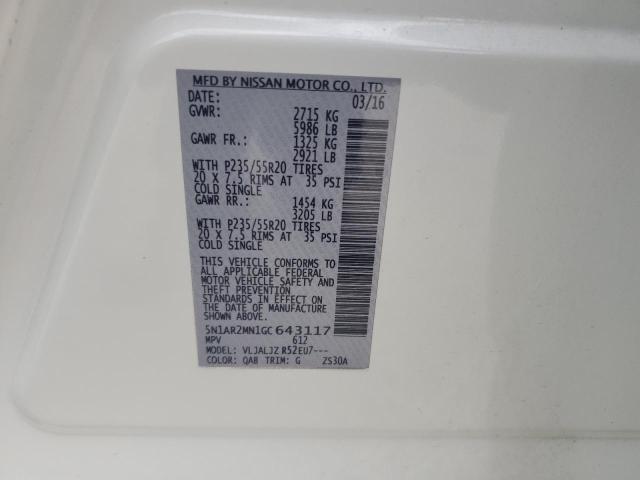 MFD BY NISSAN MOTOR CO., LTD.
DATE: 03/16
GVWR: 2715 KG
5986 LB
GAWR FR.: 1325 KG
2921 LB
WITH P235/55R20 TIRES
20 X 7.5 RIMS AT 35 PSI
COLD SINGLE
GAWR RR.: 1454 KG
3205 LB
WITH P235/55R20 TIRES
20 X 7.5 RIMS AT 35 PSI
COLD SINGLE
THIS VEHICLE CONFORMS TO
ALL APPLICABLE FEDERAL
MOTOR VEHICLE SAFETY AND
THEFT PREVENTION
STANDARDS IN EFFECT ON
THE DATE OF MANUFACTURE
SHOWN ABOVE
5N1AR2MN1GC643117
MPV 612
MODEL: VLJALJZ R52EU7---
COLOR: QAB TRIM: G ZS30A